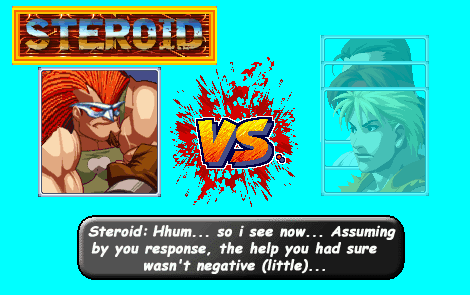 STEROID
VS.
Steroid: Hhum... so i see now... Assuming
by you response, the help you had sure
wasn't negative (little)...